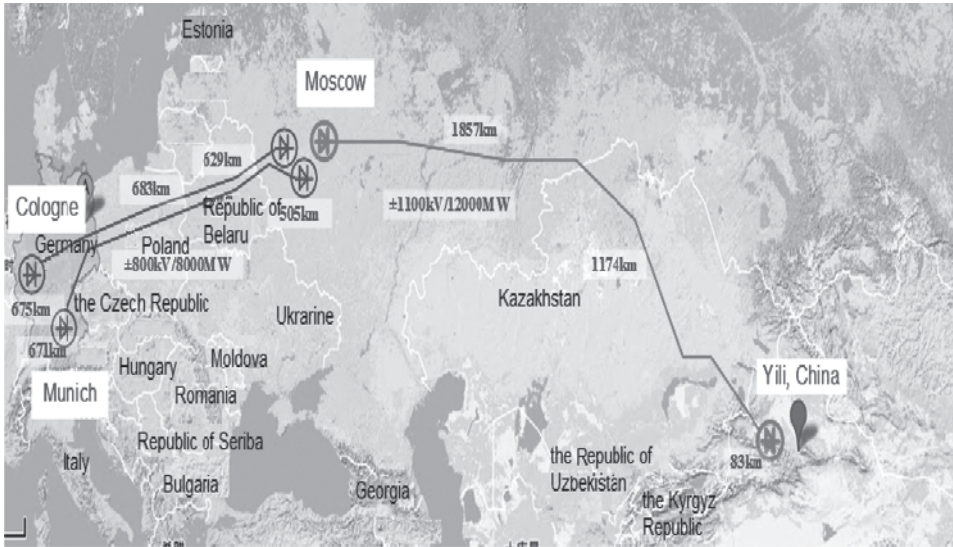 Estonia
Moscow
1857km
629km
683km
Cologne
Republic of
Belaru
505km
±1100kV/12000MW
Germany
Poland
±800kV/8000MW
1174km
Kazakhstan
675km
the Czech Republic
Ukrarine
671km
Hungary
Moldova
Yili, China
Munich
Romania
Republic of Seriba
83km
Italy
Bulgaria
Georgia
the Republic of
Uzbekistan
the Kyrgyz
Republic